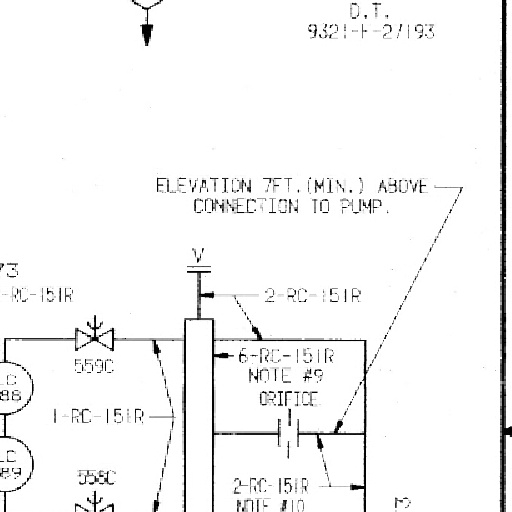 D.T.
9321-F-27193
ELEVATION 7FT.(MIN.) ABOVE
CONNECTION TO PUMP.
V
73
-RC-151R
2-RC-151R
559C
6-RC-151R
NOTE #9
LC
88
ORIFICE
1-RC-151R
LC
89
558C
2-RC-151R
NOTE #10
3